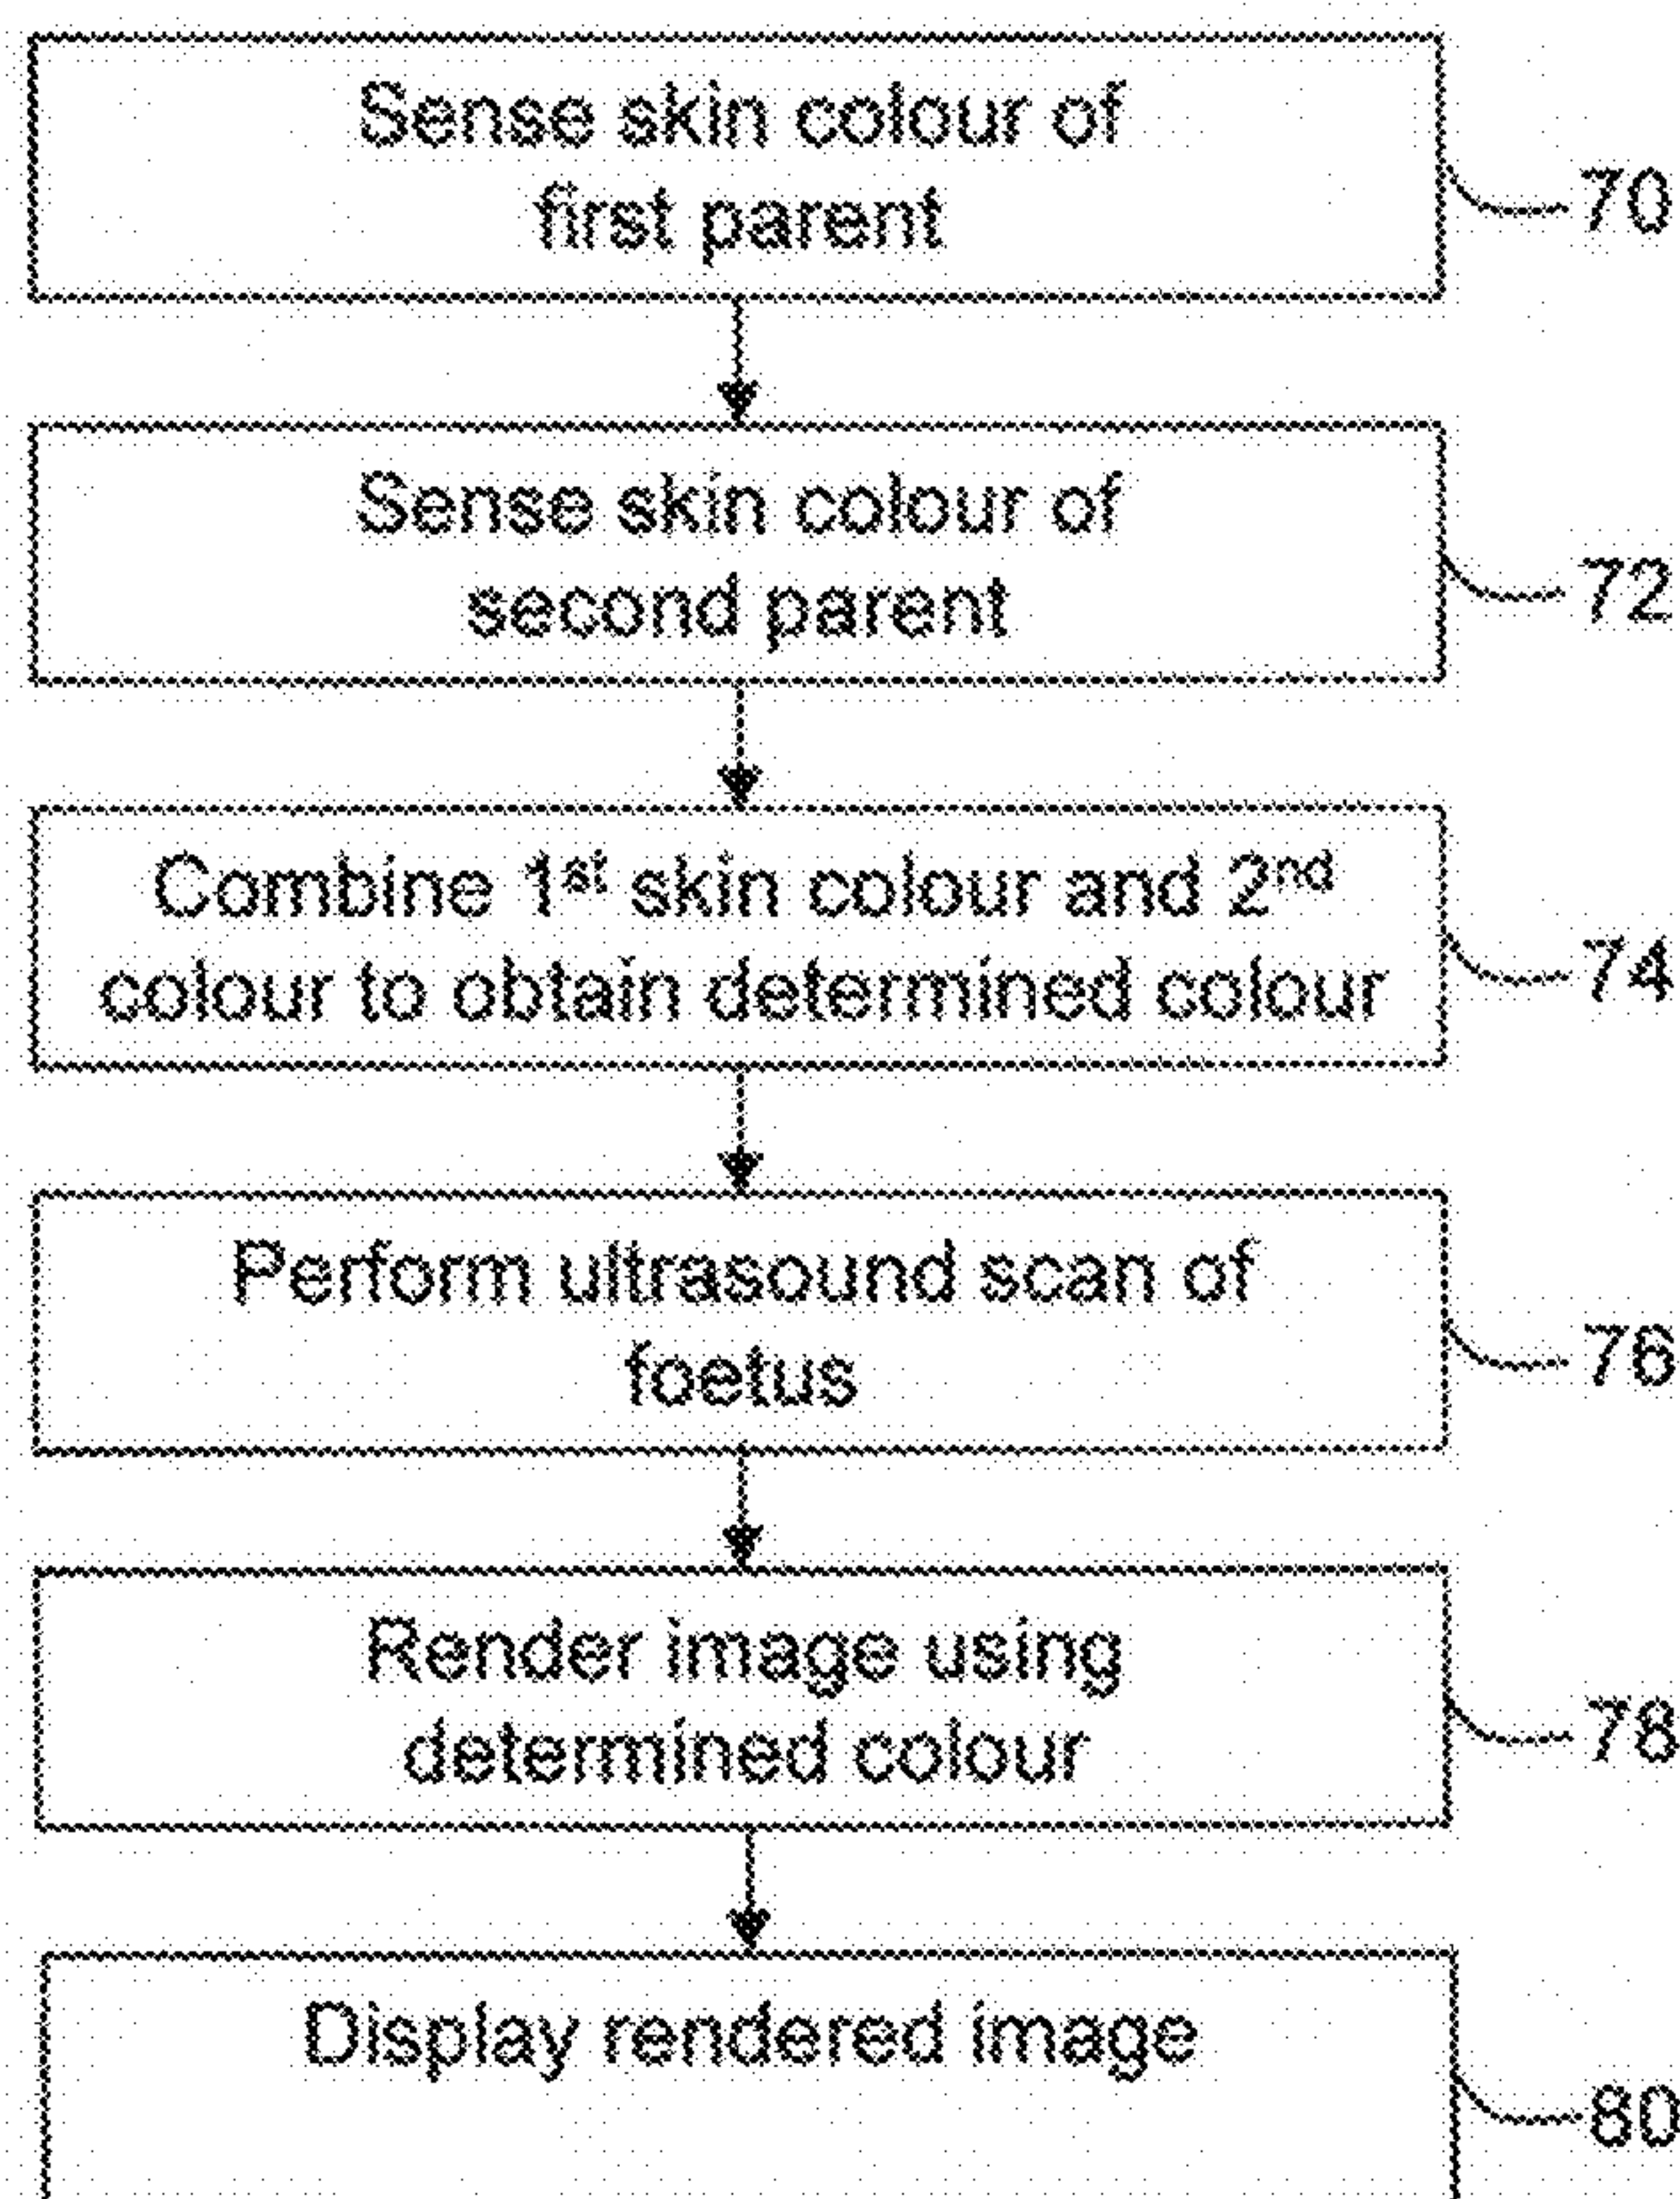 Sense skin colour of
first parent
70
Sense skin colour of
second parent
72
Combine 1st skin colour and 2nd
colour to obtain determined colour
74
Perform ultrasound scan of
foetus
76
Render image using
determined colour
78
Display rendered image
80